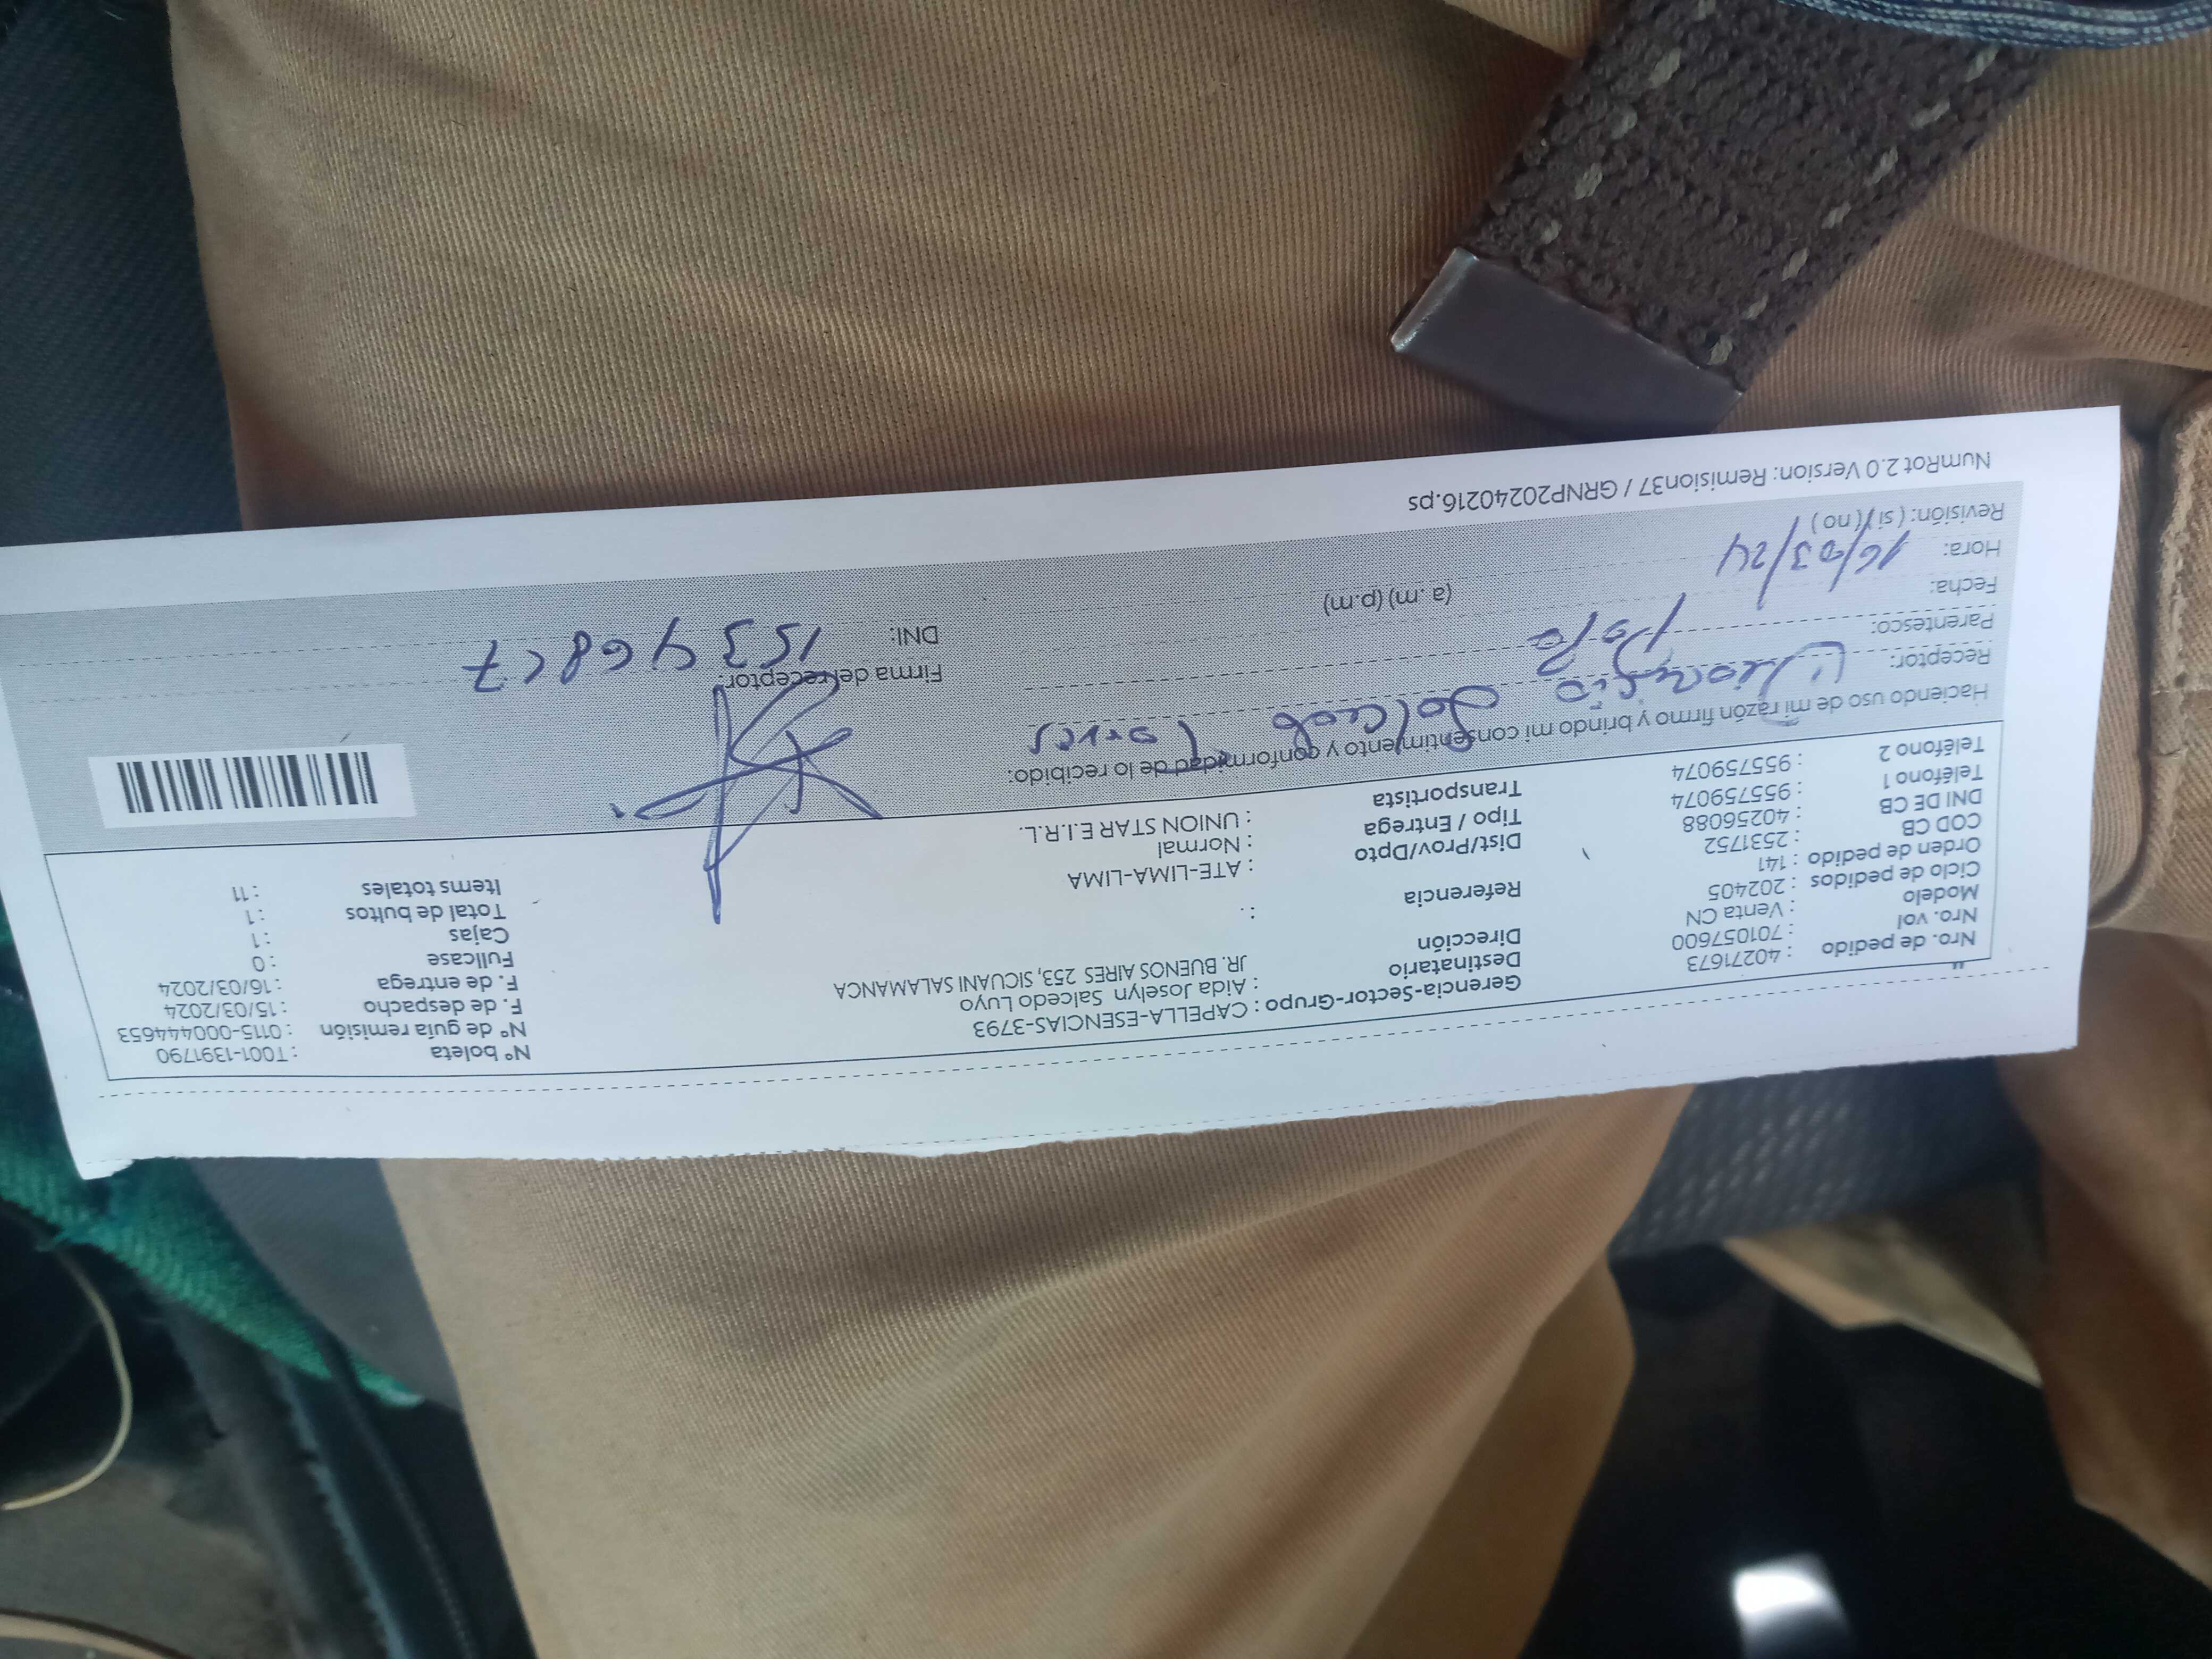 Nro. de pedido : 40271673
Nro. vol : 701057600
Modelo : Venta CN
Ciclo de pedidos : 202405
Orden de pedido : 141
COD CB : 2531752
DNI DE CB : 40256088
Teléfono 1 : 955759074
Teléfono 2 : 955759074
Gerencia-Sector-Grupo : CAPELLA-ESENCIAS-3793
Destinatario : Aida Joselyn Salcedo Luyo
Dirección JR. BUENOS AIRES 253, SICUANI SALAMANCA
Referencia : .
Dist/Prov/Dpto : ATE-LIMA-LIMA
Tipo / Entrega : Normal
Transportista : UNION STAR E.I.R.L.
N° boleta : T001-1391790
N° de guía remisión : 0115-000444653
F. de despacho : 15/03/2024
F. de entrega : 16/03/2024
Fullcase : 0
Cajas : 1
Total de bultos : 1
Items totales : 11
Haciendo uso de mi razón firmo y brindo mi consentimiento y conformidad de lo recibido:
Receptor: Salcedo Torres
Parentesco: papa
Fecha: 16/03/24
Hora: (a.m) (p.m)
Revisión: ( si ) ( no )
Firma del receptor:
DNI:
NumRot 2.0 Version: Remision37 / GRNP20240216.ps